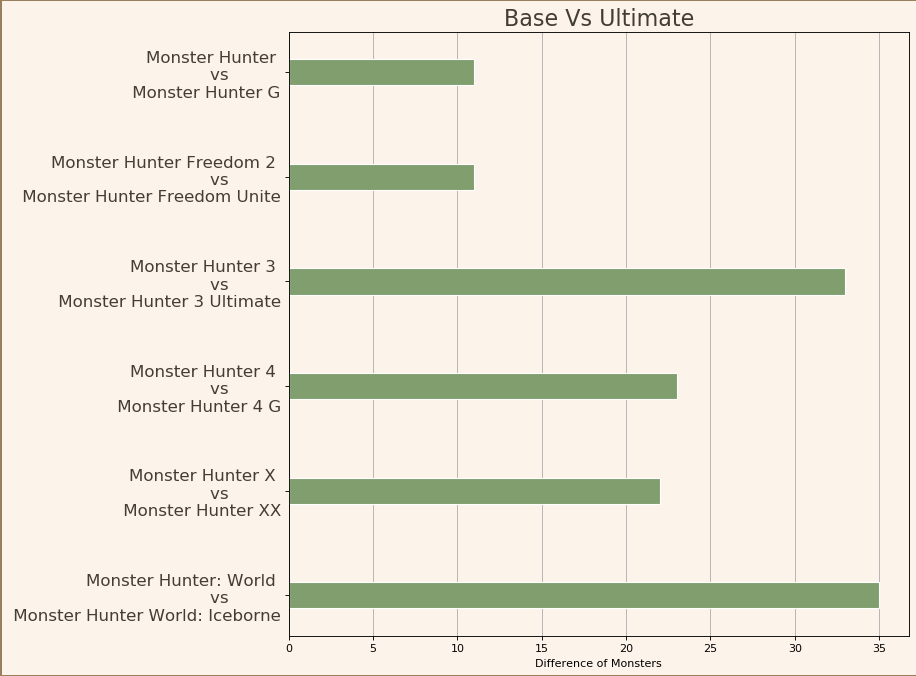 Base Vs Ultimate
Monster Hunter
vs
Monster Hunter G
Monster Hunter Freedom 2
vs
Monster Hunter Freedom Unite
Monster Hunter 3
vs
Monster Hunter 3 Ultimate
Monster Hunter 4
vs
Monster Hunter 4 G
Monster Hunter X
vs
Monster Hunter XX
Monster Hunter: World
vs
Monster Hunter World: Iceborne
0 5 10 15 20 25 30 35
Difference of Monsters